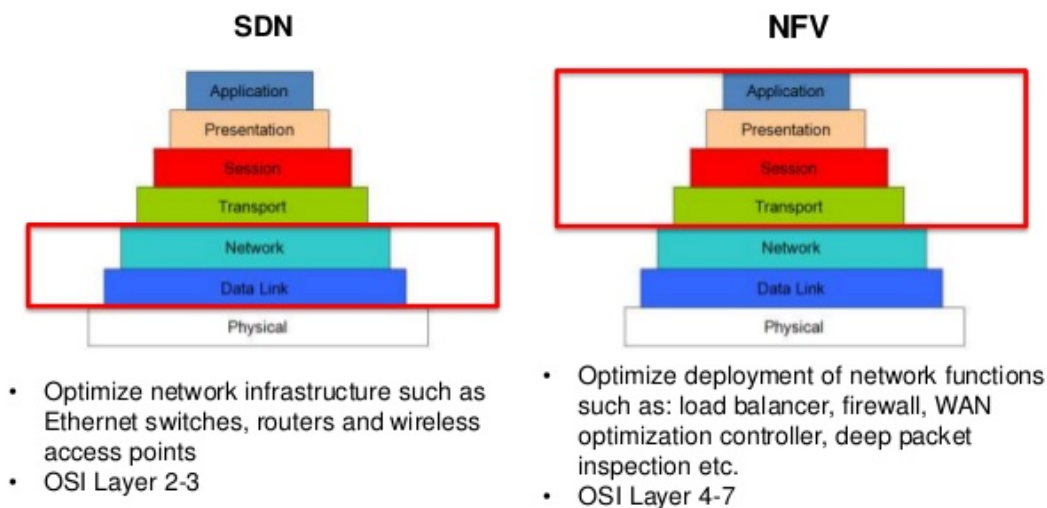 SDN
Application
Presentation
Session
Transport
Network
Data Link
Physical
• Optimize network infrastructure such as
Ethernet switches, routers and wireless
access points
• OSI Layer 2-3
NFV
Application
Presentation
Session
Transport
Network
Data Link
Physical
• Optimize deployment of network functions
such as: load balancer, firewall, WAN
optimization controller, deep packet
inspection etc.
• OSI Layer 4-7